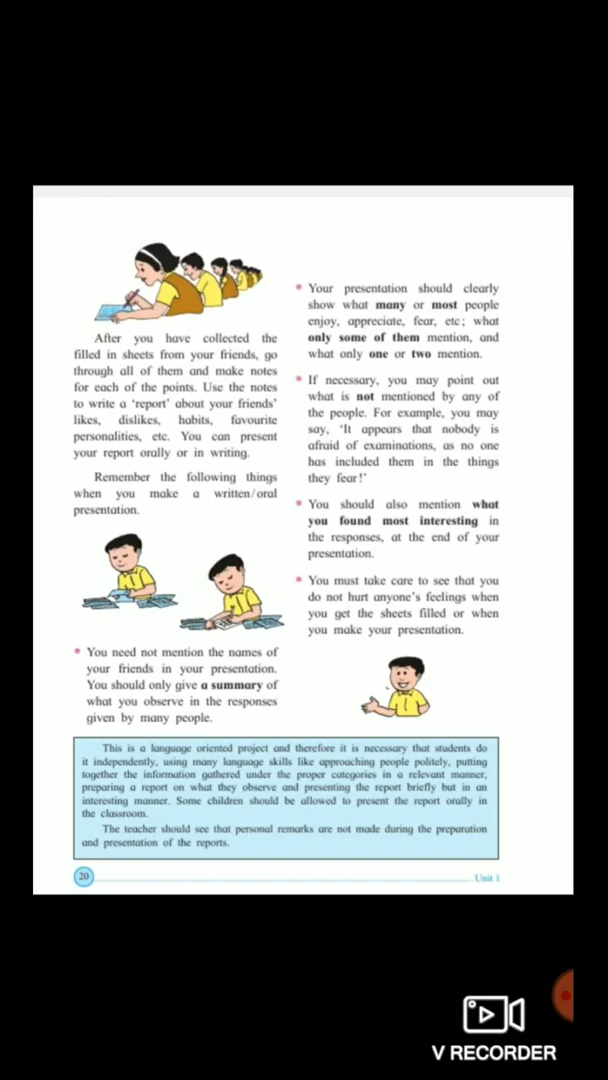 After you have collected the
filled in sheets from your friends, go
through all of them and make notes
for each of the points. Use the notes
to write a ‘report’ about your friends’
likes, dislikes, habits, favourite
personalities, etc. You can present
your report orally or in writing.
Remember the following things
when you make a written/oral
presentation.
• You need not mention the names of
your friends in your presentation.
You should only give a summary of
what you observe in the responses
given by many people.
• Your presentation should clearly
show what many or most people
enjoy, appreciate, fear, etc; what
only some of them mention, and
what only one or two mention.
• If necessary, you may point out
what is not mentioned by any of
the people. For example, you may
say, ‘It appears that nobody is
afraid of examinations, as no one
has included them in the things
they fear!’
• You should also mention what
you found most interesting in
the responses, at the end of your
presentation.
• You must take care to see that you
do not hurt anyone’s feelings when
you get the sheets filled or when
you make your presentation.
This is a language oriented project and therefore it is necessary that students do
it independently, using many language skills like approaching people politely, putting
together the information gathered under the proper categories in a relevant manner,
preparing a report on what they observe and presenting the report briefly but in an
interesting manner. Some children should be allowed to present the report orally in
the classroom.
The teacher should see that personal remarks are not made during the preparation
and presentation of the reports.
20
Unit 1
V RECORDER